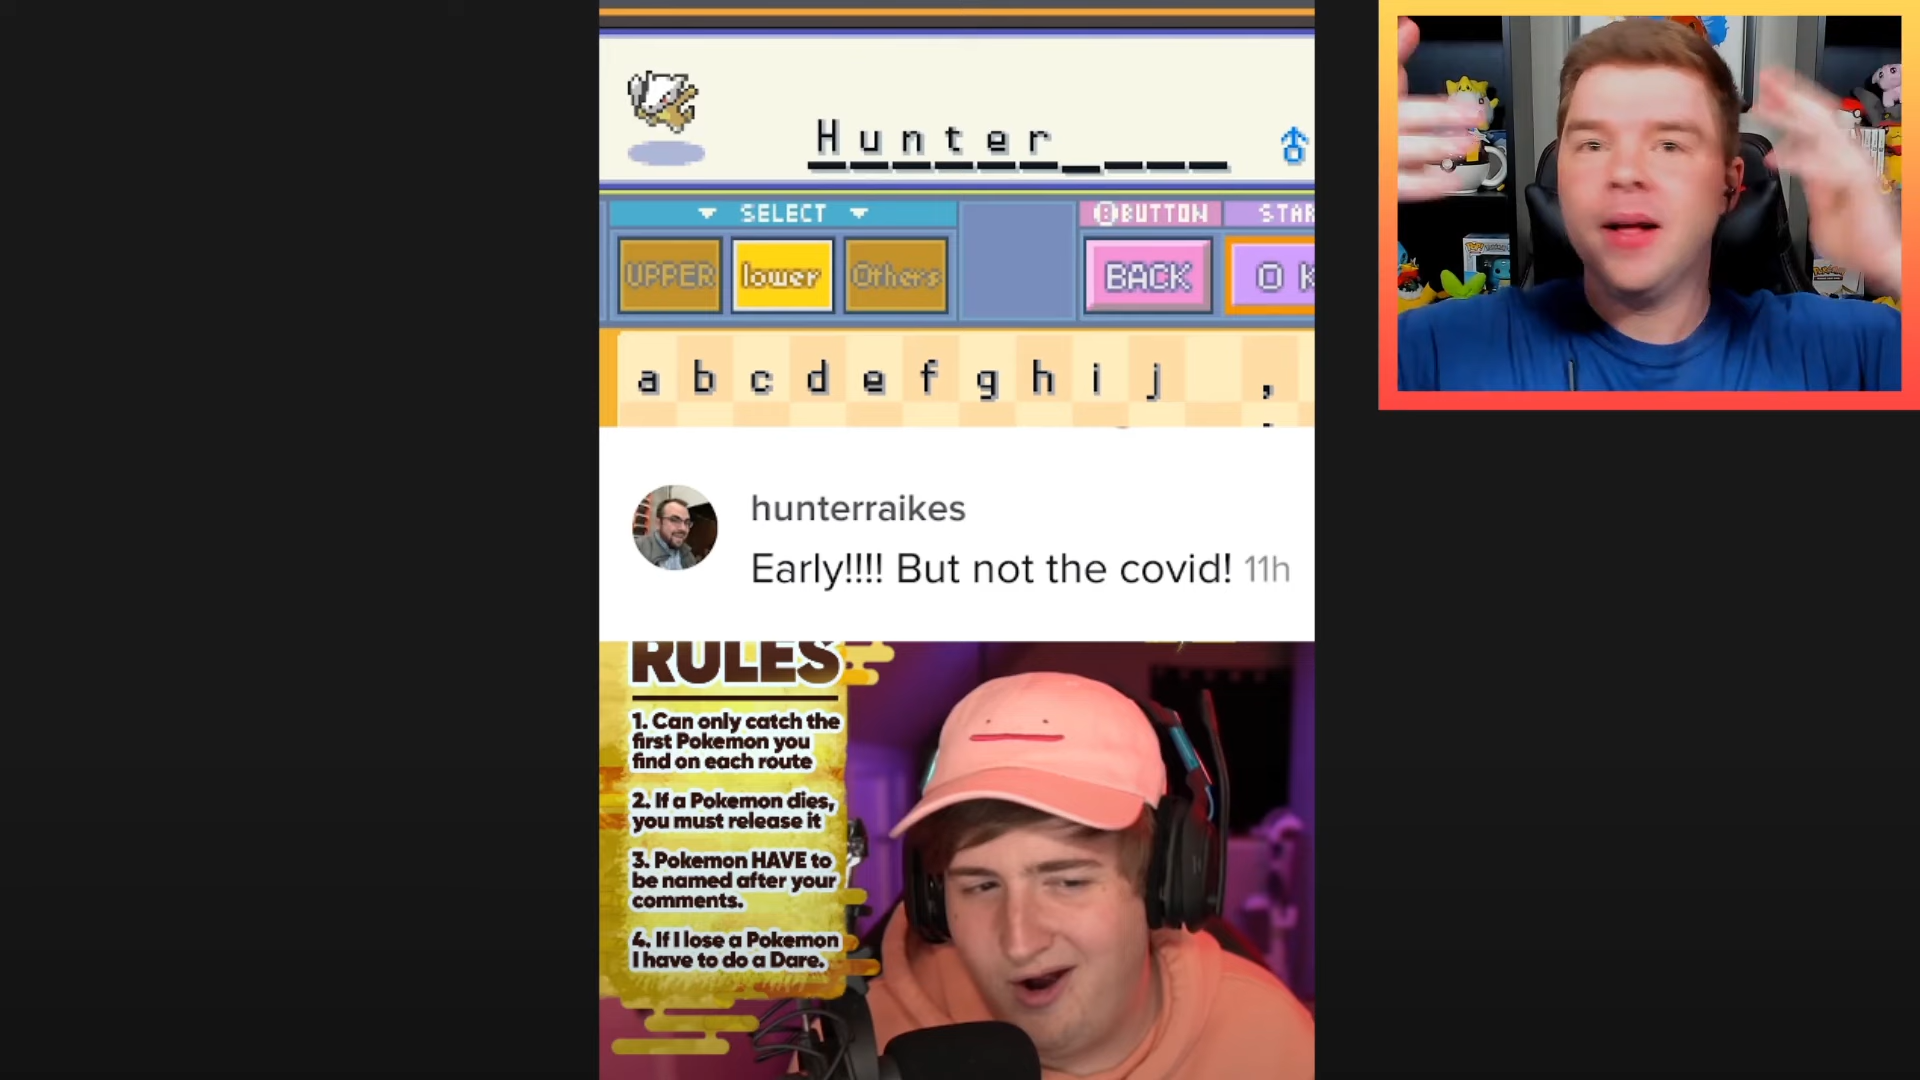 Hunter
SELECT
BBUTTON
UPPER
lower
Others
BACK
a b c d e f g h i j ,
hunterraikes
Early!!!! But not the covid! 11h
RULES
1. Can only catch the
first Pokemon you
find on each route
2. If a Pokemon dies,
you must release it
3. Pokemon HAVE to
be named after your
comments.
4. If I lose a Pokemon
I have to do a Dare.